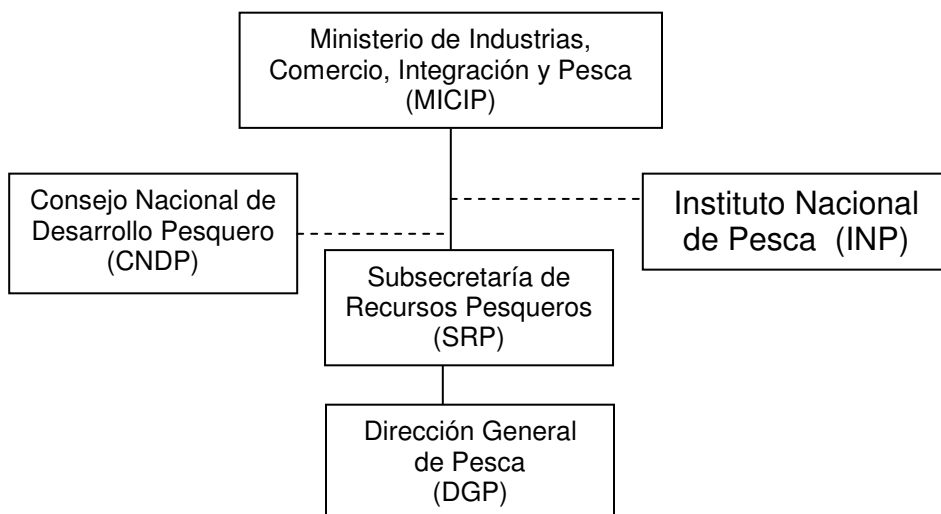 Ministerio de Industrias,
Comercio, Integración y Pesca
(MICIP)
Consejo Nacional de
Desarrollo Pesquero
(CNDP)
Instituto Nacional
de Pesca (INP)
Subsecretaría de
Recursos Pesqueros
(SRP)
Dirección General
de Pesca
(DGP)